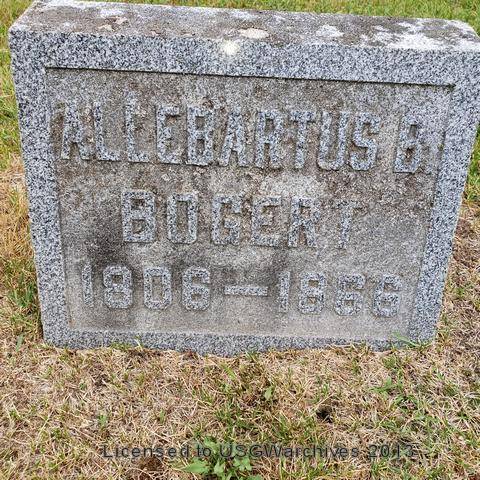 ALLEBARTUS B.
BOGERT
1806–1866
Licensed to USGWarchives 2013